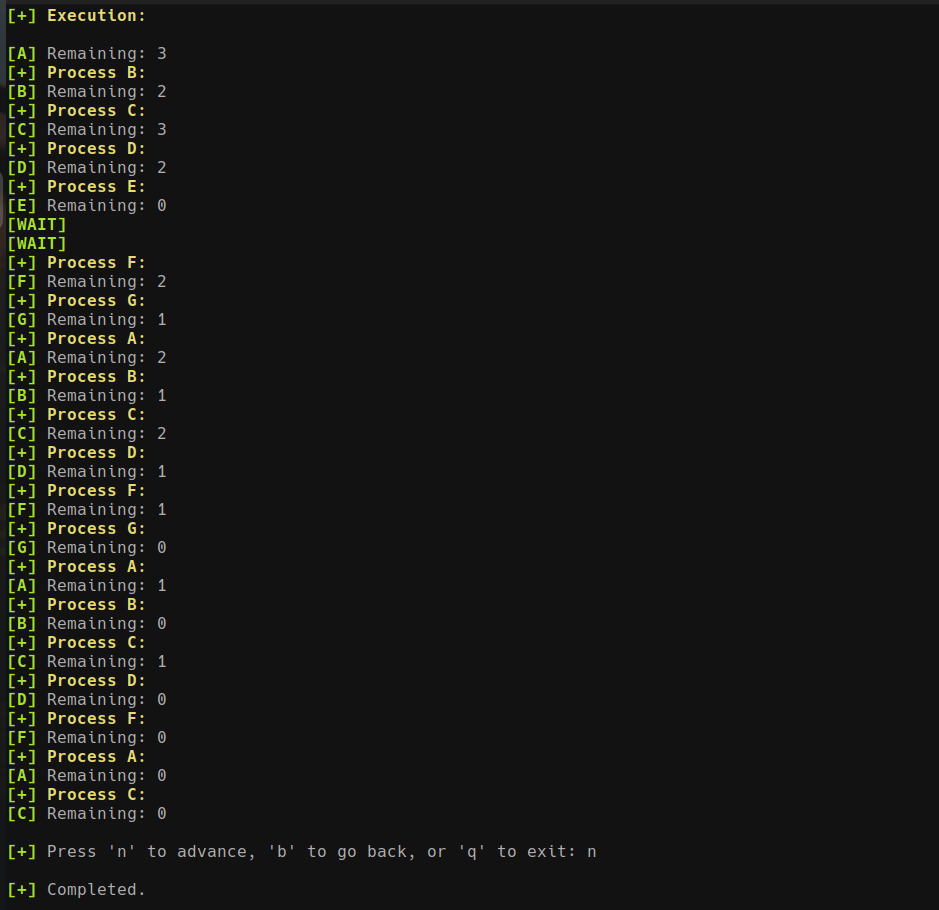 [+] Execution:
[A] Remaining: 3
[+] Process B:
[B] Remaining: 2
[+] Process C:
[C] Remaining: 3
[+] Process D:
[D] Remaining: 2
[+] Process E:
[E] Remaining: 0
[WAIT]
[WAIT]
[+] Process F:
[F] Remaining: 2
[+] Process G:
[G] Remaining: 1
[+] Process A:
[A] Remaining: 2
[+] Process B:
[B] Remaining: 1
[+] Process C:
[C] Remaining: 2
[+] Process D:
[D] Remaining: 1
[+] Process F:
[F] Remaining: 1
[+] Process G:
[G] Remaining: 0
[+] Process A:
[A] Remaining: 1
[+] Process B:
[B] Remaining: 0
[+] Process C:
[C] Remaining: 1
[+] Process D:
[D] Remaining: 0
[+] Process F:
[F] Remaining: 0
[+] Process A:
[A] Remaining: 0
[+] Process C:
[C] Remaining: 0
[+] Press 'n' to advance, 'b' to go back, or 'q' to exit: n
[+] Completed.